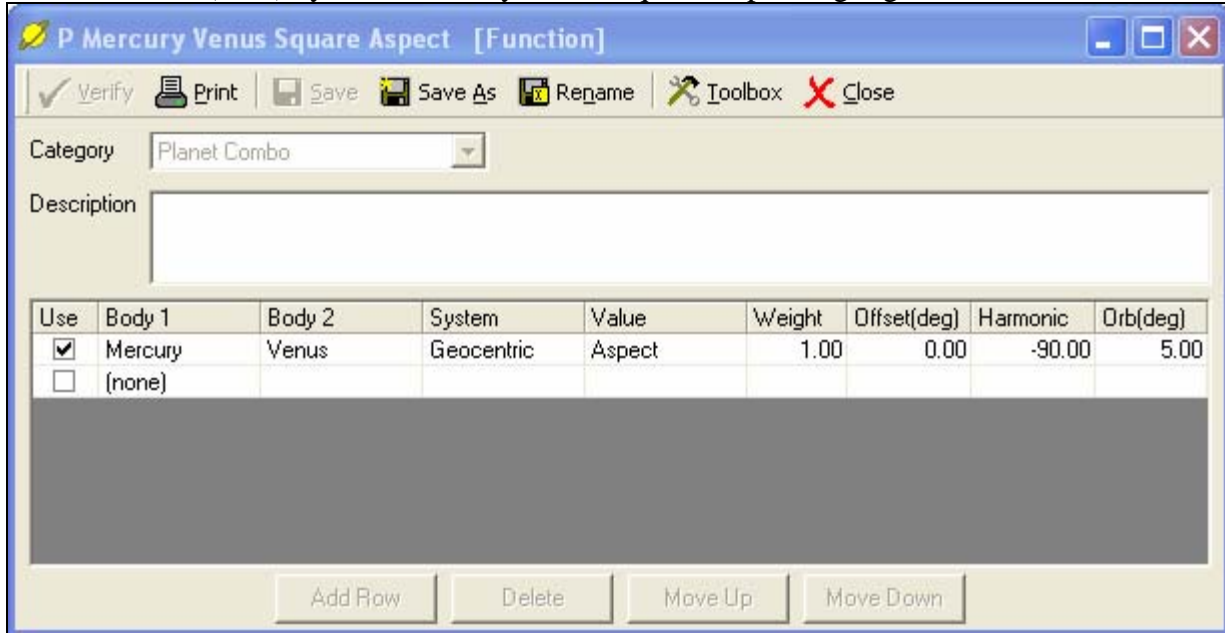 P Mercury Venus Square Aspect [Function]
Verify Print Save Save As Rename Toolbox Close
Category Planet Combo
Description
Use Body 1 Body 2 System Value Weight Offset(deg) Harmonic Orb(deg)
Mercury Venus Geocentric Aspect 1.00 0.00 -90.00 5.00
(none)
Add Row Delete Move Up Move Down